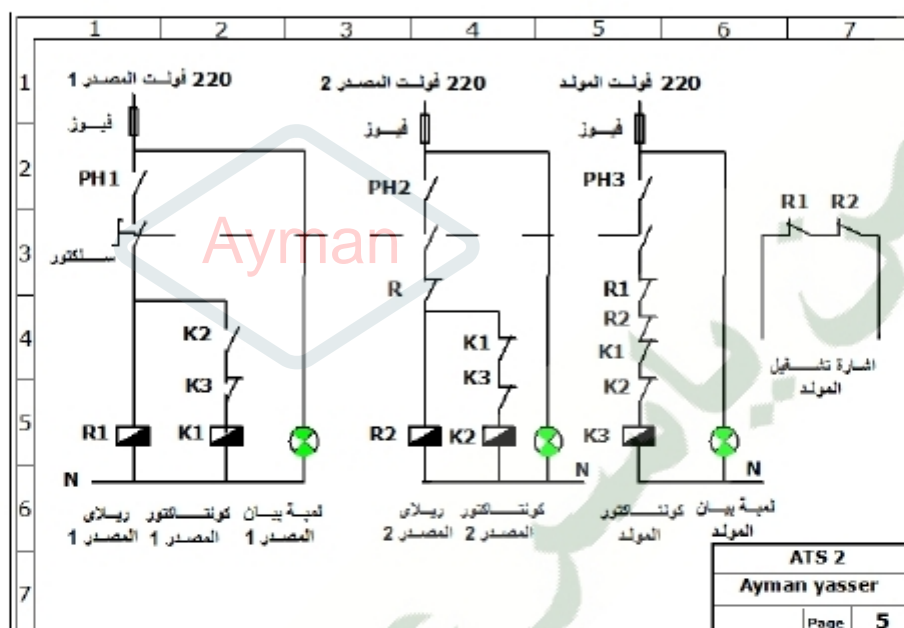 1 2 3 4 5 6 7
1
2
3
4
5
6
7
220 فولت المصدر 1
220 فولت المصدر 2
220 فولت المولد
فيوز
فيوز
فيوز
PH1
PH2
PH3
R1 R2
Ayman
سلكتور
R
R1
R2
K1
K2
K2
K3
K1
K3
اشارة تشغيل
المولد
R1
K1
R2
K2
K3
N
N
N
ريلاى
المصدر 1
كونتاكتور
المصدر 1
لمبة بيان
المصدر 1
ريلاى
المصدر 2
كونتاكتور
المصدر 2
كونتاكتور
المولد
لمبة بيان
المولد
ATS 2
Ayman yasser
Page 5